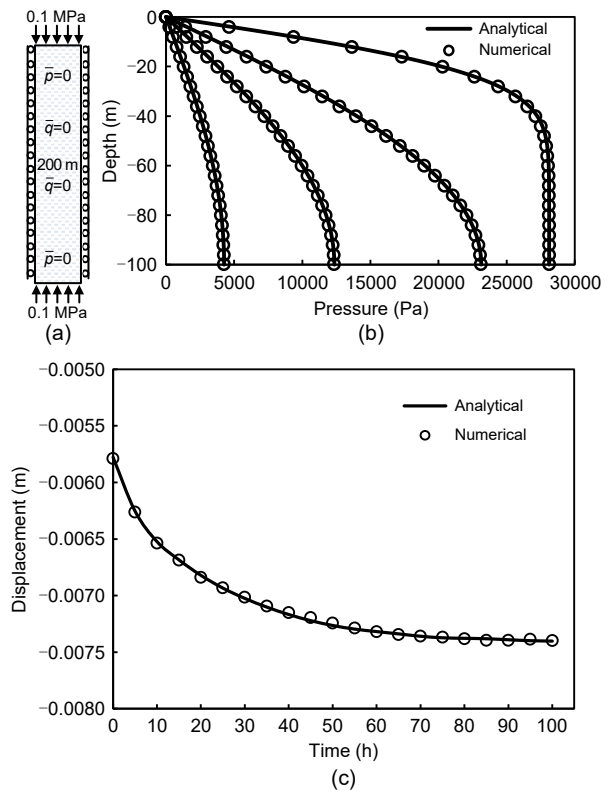 0.1 MPa
p̅=0
q̅=0
200 m
q̅=0
p̅=0
0.1 MPa
(a)
0
−20
−40
−60
−80
−100
Depth (m)
Analytical
Numerical
0 5000 10000 15000 20000 25000 30000
Pressure (Pa)
(b)
−0.0050
−0.0055
−0.0060
−0.0065
−0.0070
−0.0075
−0.0080
Displacement (m)
Analytical
Numerical
0 10 20 30 40 50 60 70 80 90 100
Time (h)
(c)